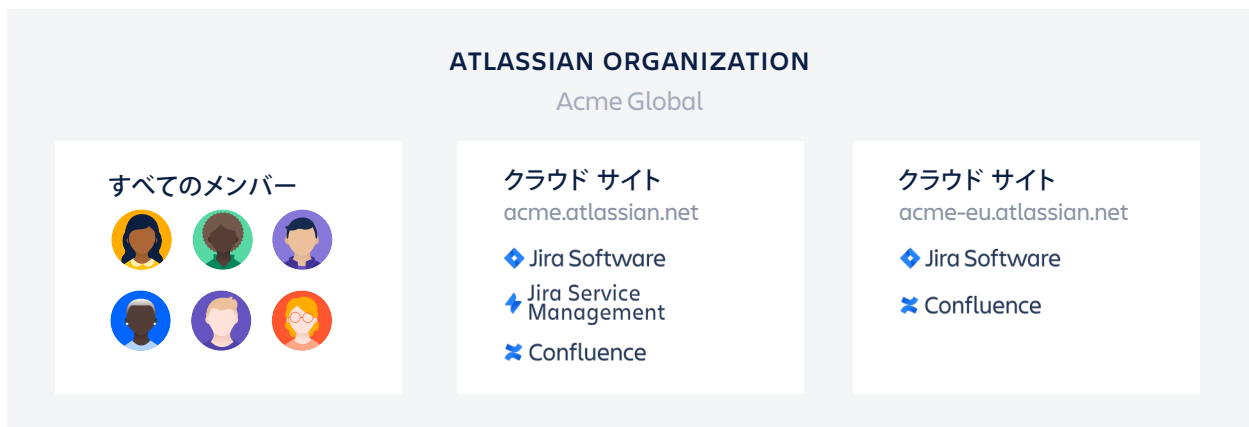 ATLASSIAN ORGANIZATION
Acme Global
すべてのメンバー
クラウド サイト
acme.atlassian.net
Jira Software
Jira Service
Management
Confluence
クラウド サイト
acme-eu.atlassian.net
Jira Software
Confluence